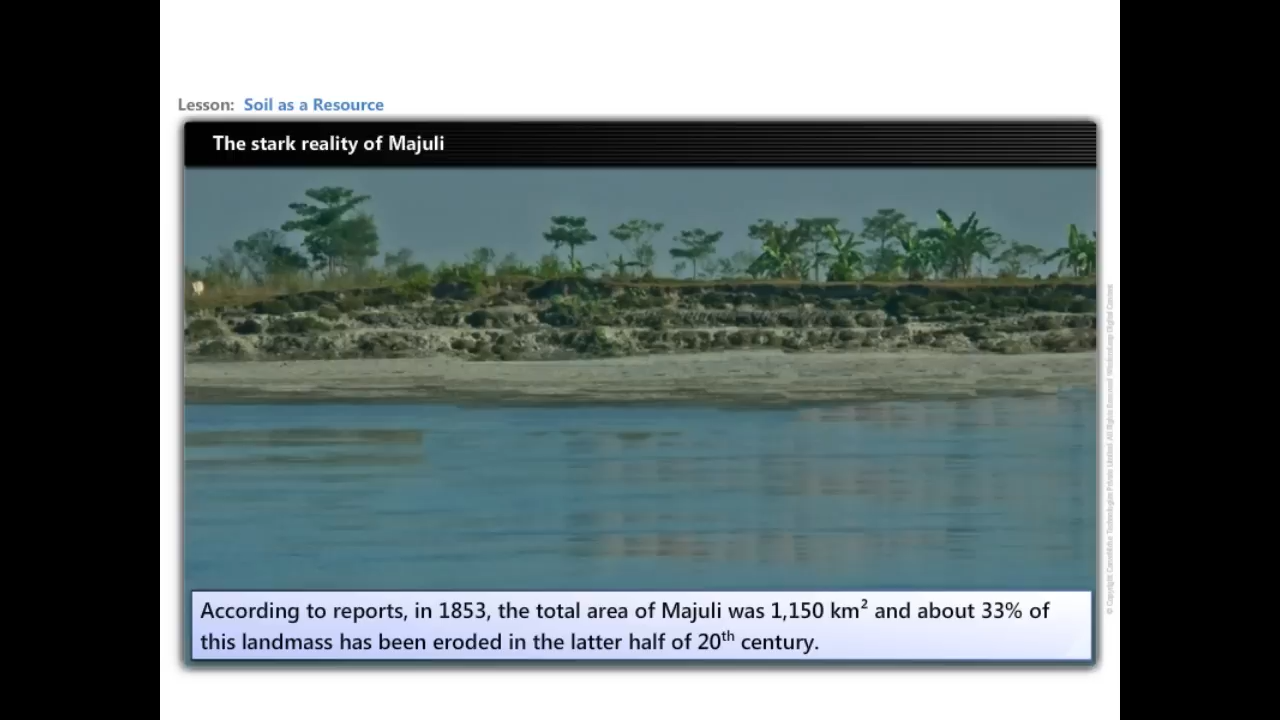 Lesson: Soil as a Resource
The stark reality of Majuli
According to reports, in 1853, the total area of Majuli was 1,150 km² and about 33% of
this landmass has been eroded in the latter half of 20th century.